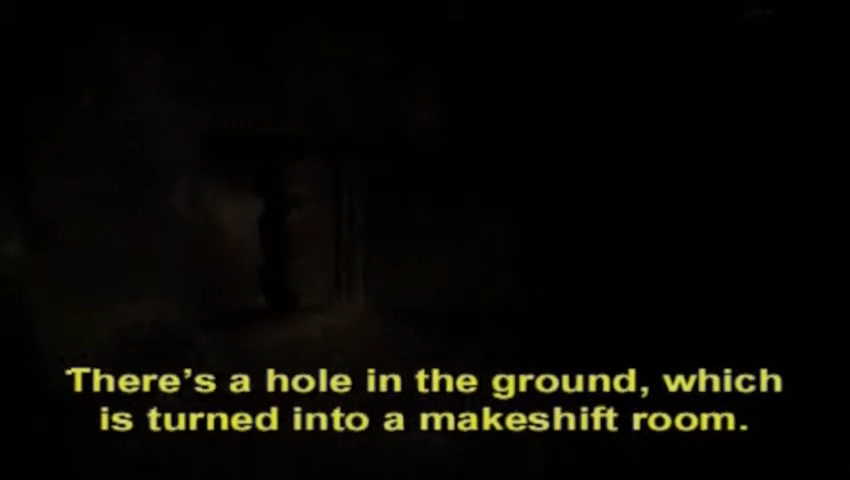 There's a hole in the ground, which
is turned into a makeshift room.